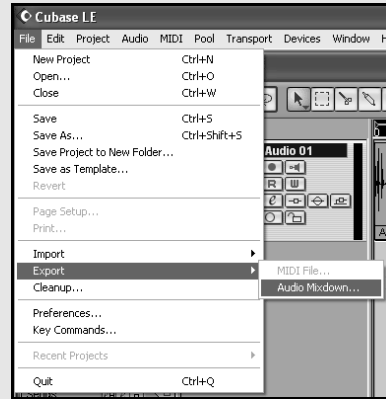 Cubase LE
File Edit Project Audio MIDI Pool Transport Devices Window
New Project Ctrl+N
Open... Ctrl+O
Close Ctrl+W
Save Ctrl+S
Save As... Ctrl+Shift+S
Save Project to New Folder...
Save as Template...
Revert
Page Setup...
Print...
Import
Export
MIDI File...
Audio Mixdown...
Cleanup...
Preferences...
Key Commands...
Recent Projects
Quit Ctrl+Q
Audio 01
R W